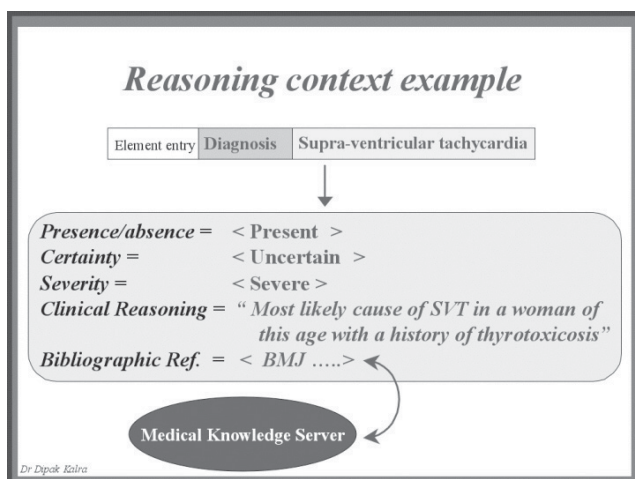 Reasoning context example
Element entry Diagnosis Supra-ventricular tachycardia
Presence/absence = < Present >
Certainty = < Uncertain >
Severity = < Severe >
Clinical Reasoning = “ Most likely cause of SVT in a woman of
this age with a history of thyrotoxicosis”
Bibliographic Ref. = < BMJ …..>
Medical Knowledge Server
Dr Dipak Kalra